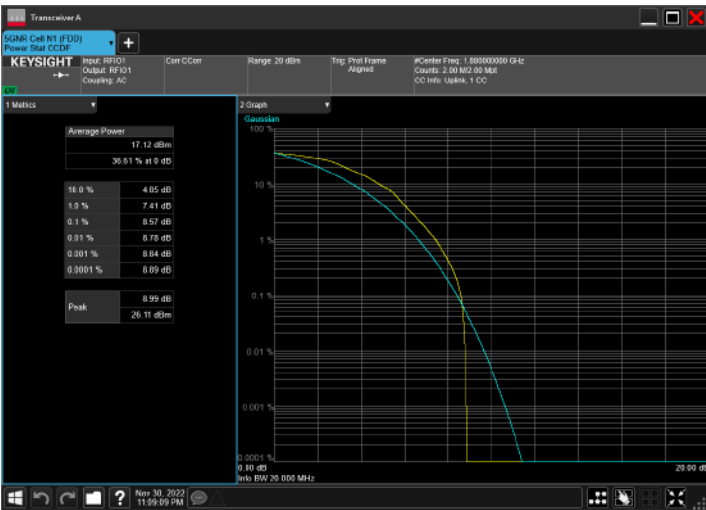 Transceiver A
5GNR Cell N1 (FDD)
Power Stat CCDF
KEYSIGHT
Input: RFIO1
Output: RFIO1
Coupling: AC
Corr CCorr
Range: 20 dBm
Trig: Prot Frame
Aligned
#Center Freq: 1.880000000 GHz
Counts: 2.00 M/2.00 Mpt
CC Info: Uplink, 1 CC
1 Metrics
Average Power
17.12 dBm
36.61 % at 0 dB
10.0 % 4.85 dB
1.0 % 7.41 dB
0.1 % 8.57 dB
0.01 % 8.78 dB
0.001 % 8.84 dB
0.0001 % 8.89 dB
Peak
8.99 dB
26.11 dBm
2 Graph
Gaussian
100 %
10 %
1 %
0.1 %
0.01 %
0.001 %
0.0001 %
0.00 dB
20.00 dB
Info BW 20.000 MHz
Nov 30, 2022
11:09:09 PM